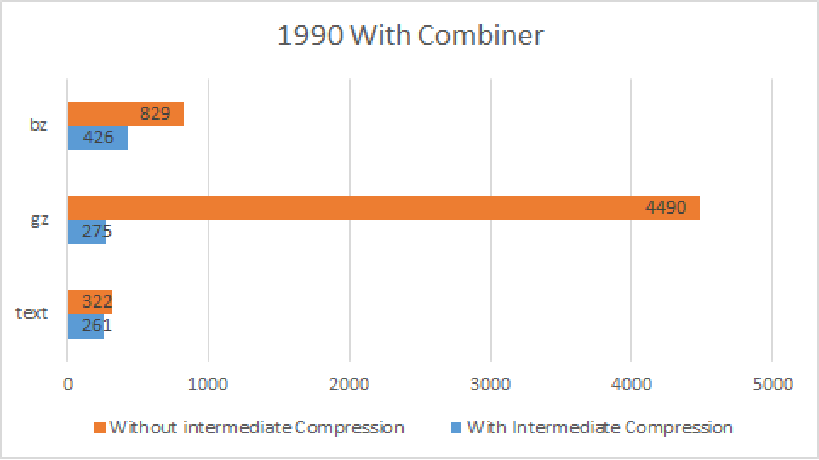 1990 With Combiner
bz
829
426
gz
4490
275
text
322
261
0 1000 2000 3000 4000 5000
Without intermediate Compression With Intermediate Compression